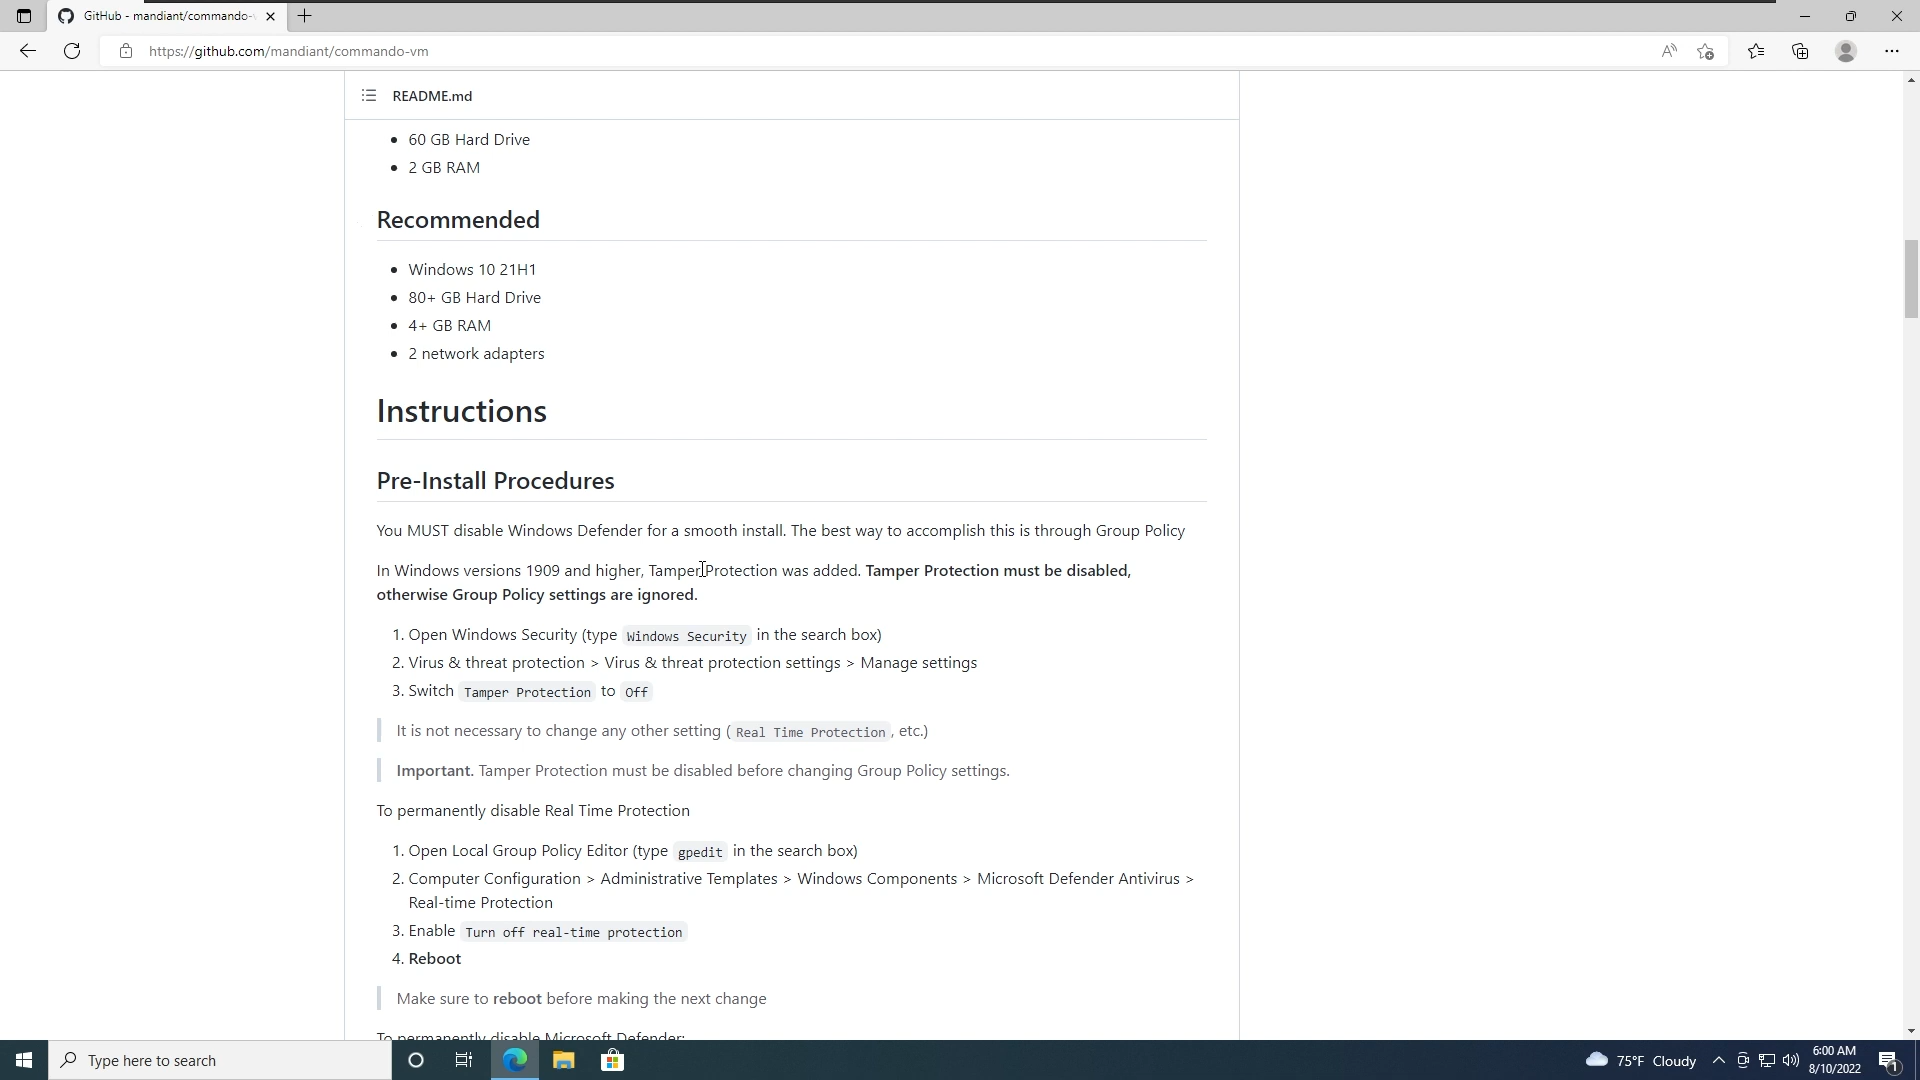 GitHub - mandiant/commando-
https://github.com/mandiant/commando-vm
README.md
60 GB Hard Drive
2 GB RAM
Recommended
Windows 10 21H1
80+ GB Hard Drive
4+ GB RAM
2 network adapters
Instructions
Pre-Install Procedures
You MUST disable Windows Defender for a smooth install. The best way to accomplish this is through Group Policy
In Windows versions 1909 and higher, Tamper Protection was added. Tamper Protection must be disabled,
otherwise Group Policy settings are ignored.
1. Open Windows Security (type Windows Security in the search box)
2. Virus & threat protection > Virus & threat protection settings > Manage settings
3. Switch Tamper Protection to Off
It is not necessary to change any other setting ( Real Time Protection , etc.)
Important. Tamper Protection must be disabled before changing Group Policy settings.
To permanently disable Real Time Protection
1. Open Local Group Policy Editor (type gpedit in the search box)
2. Computer Configuration > Administrative Templates > Windows Components > Microsoft Defender Antivirus >
Real-time Protection
3. Enable Turn off real-time protection
4. Reboot
Make sure to reboot before making the next change
To permanently disable Microsoft Defender:
Type here to search
75°F Cloudy
6:00 AM
8/10/2022
1